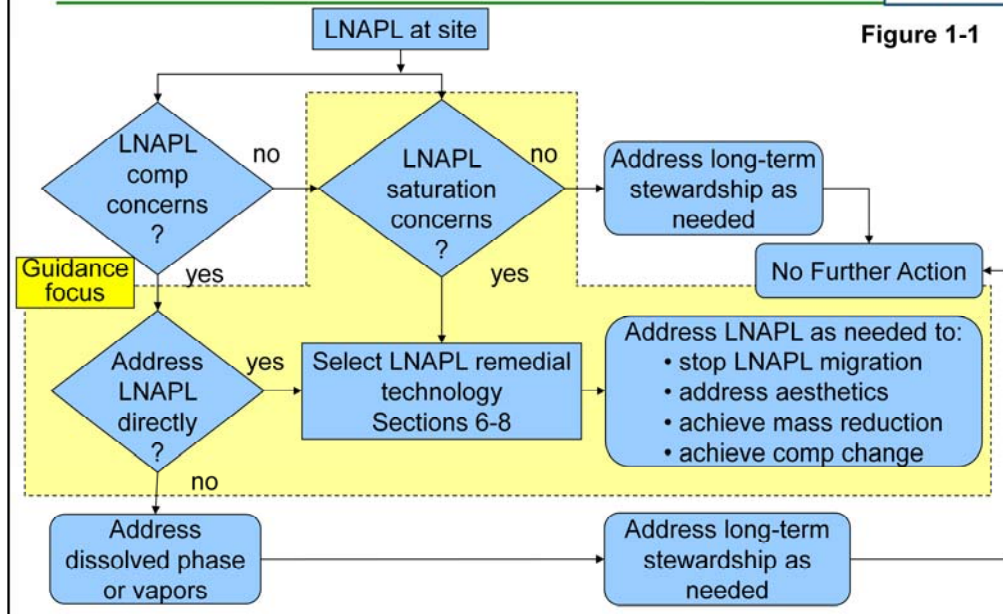 LNAPL at site
Figure 1-1
LNAPL
comp
concerns
?
no
LNAPL
saturation
concerns
?
no
Address long-term
stewardship as
needed
No Further Action
Guidance
focus
yes
yes
Address
LNAPL
directly
?
yes
Select LNAPL remedial
technology
Sections 6-8
Address LNAPL as needed to:
• stop LNAPL migration
• address aesthetics
• achieve mass reduction
• achieve comp change
no
Address
dissolved phase
or vapors
Address long-term
stewardship as
needed